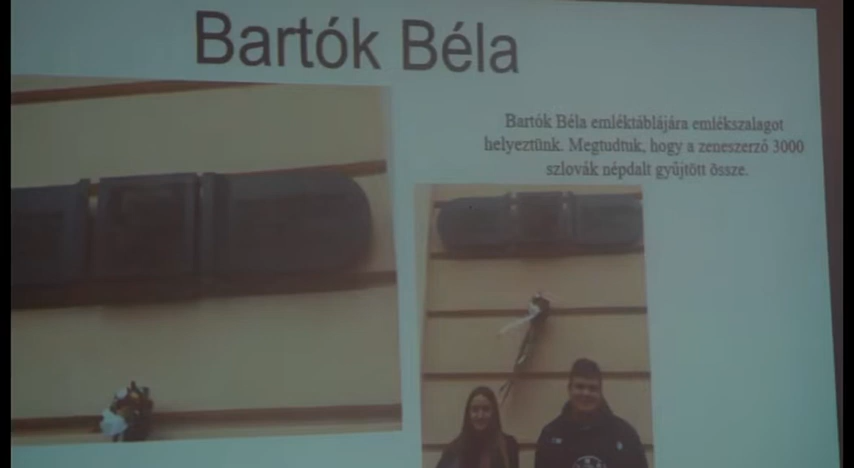 Bartók Béla
Bartók Béla emléktáblájára emlékszalagot
helyeztünk. Megtudtuk, hogy a zeneszerző 3000
szlovák népdalt gyűjtött össze.